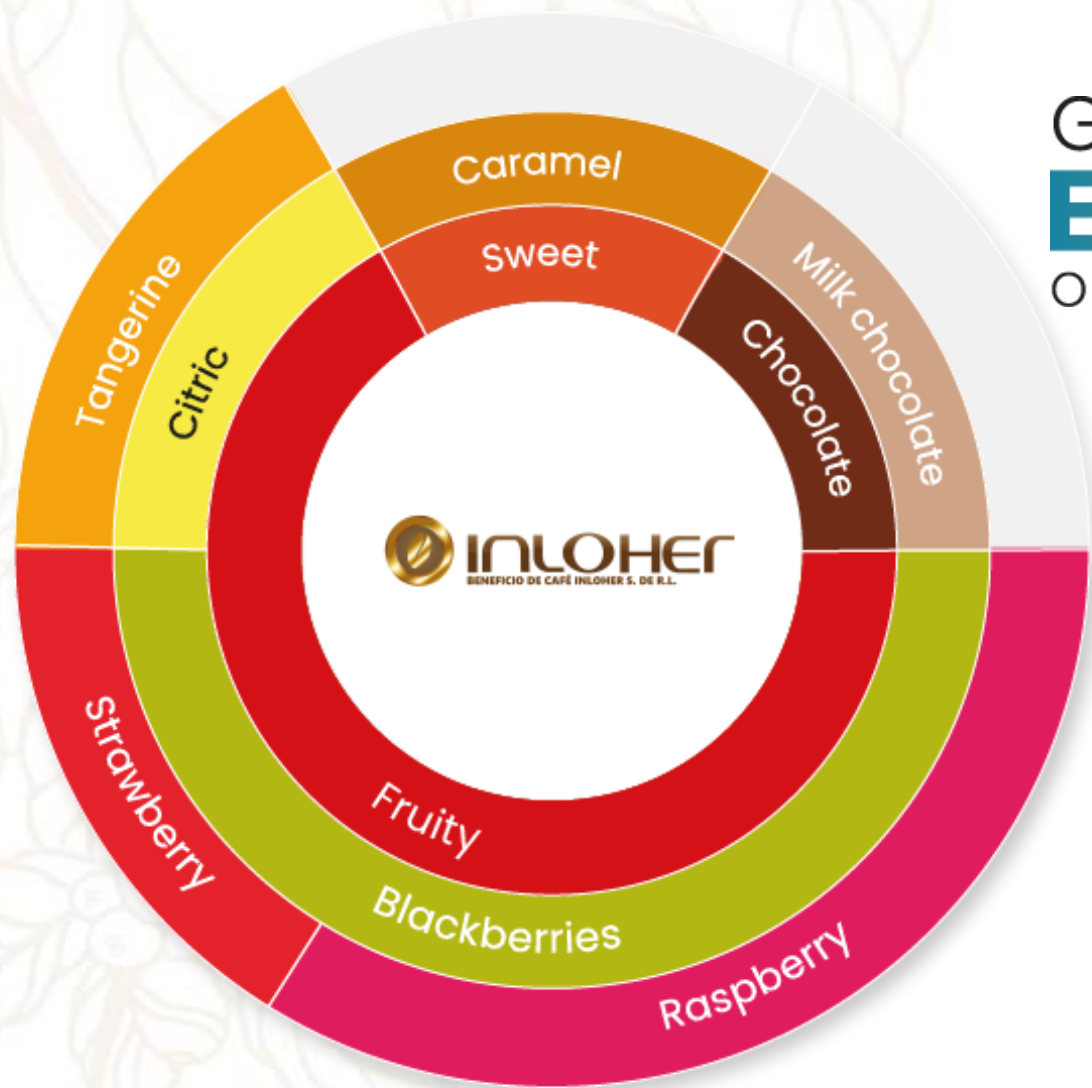 Caramel
Sweet
Milk chocolate
Chocolate
Tangerine
Citric
INLOHER
BENEFICIO DE CAFÉ INLOHER S. DE R.L.
Strawberry
Fruity
Blackberries
Raspberry
G
E
O